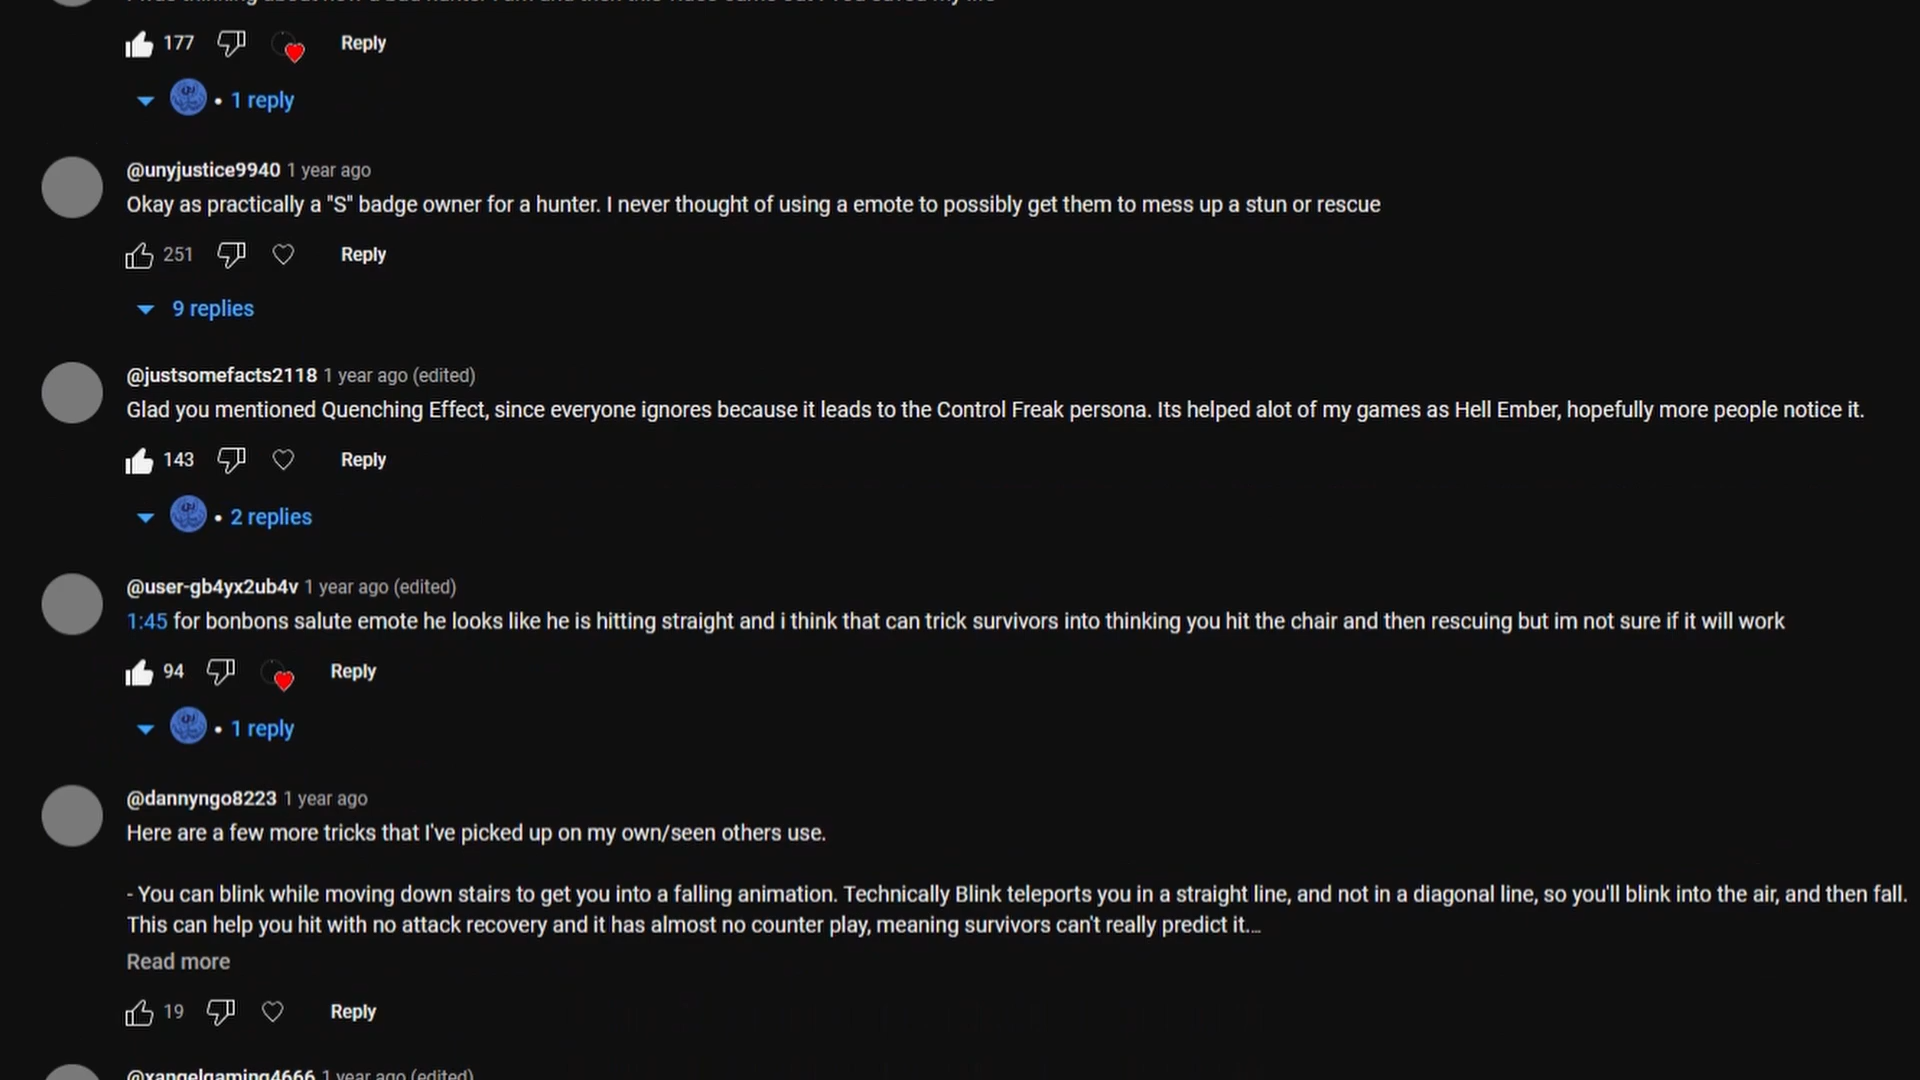 177 Reply
• 1 reply
@unyjustice9940 1 year ago
Okay as practically a "S" badge owner for a hunter. I never thought of using a emote to possibly get them to mess up a stun or rescue
251 Reply
9 replies
@justsomefacts2118 1 year ago (edited)
Glad you mentioned Quenching Effect, since everyone ignores because it leads to the Control Freak persona. Its helped alot of my games as Hell Ember, hopefully more people notice it.
143 Reply
• 2 replies
@user-gb4yx2ub4v 1 year ago (edited)
1:45 for bonbons salute emote he looks like he is hitting straight and i think that can trick survivors into thinking you hit the chair and then rescuing but im not sure if it will work
94 Reply
• 1 reply
@dannyngo8223 1 year ago
Here are a few more tricks that I've picked up on my own/seen others use.
- You can blink while moving down stairs to get you into a falling animation. Technically Blink teleports you in a straight line, and not in a diagonal line, so you'll blink into the air, and then fall.
This can help you hit with no attack recovery and it has almost no counter play, meaning survivors can't really predict it...
Read more
19 Reply
@xangelgaming4666 1 year ago (edited)